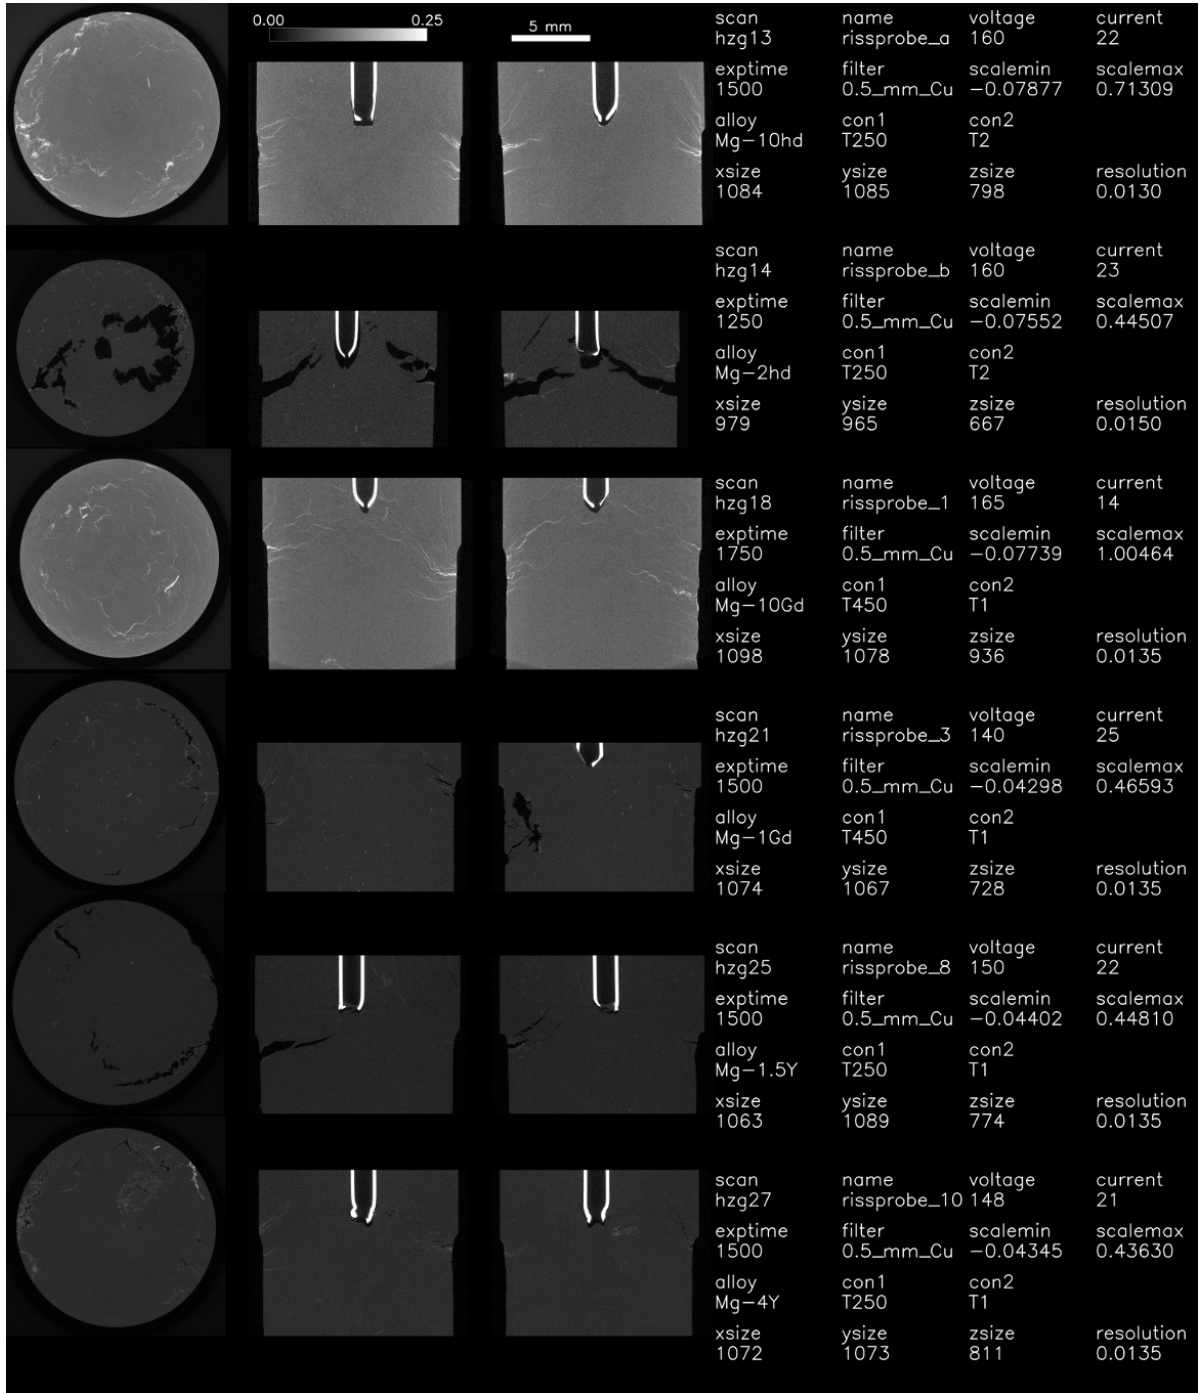 0.00 0.25
5 mm
scan name voltage current
hzg13 rissprobe_a 160 22
exptime filter scalemin scalemax
1500 0.5_mm_Cu −0.07877 0.71309
alloy con1 con2
Mg−10hd T250 T2
xsize ysize zsize resolution
1084 1085 798 0.0130
scan name voltage current
hzg14 rissprobe_b 160 23
exptime filter scalemin scalemax
1250 0.5_mm_Cu −0.07552 0.44507
alloy con1 con2
Mg−2hd T250 T2
xsize ysize zsize resolution
979 965 667 0.0150
scan name voltage current
hzg18 rissprobe_1 165 14
exptime filter scalemin scalemax
1750 0.5_mm_Cu −0.07739 1.00464
alloy con1 con2
Mg−10Gd T450 T1
xsize ysize zsize resolution
1098 1078 936 0.0135
scan name voltage current
hzg21 rissprobe_3 140 25
exptime filter scalemin scalemax
1500 0.5_mm_Cu −0.04298 0.46593
alloy con1 con2
Mg−1Gd T450 T1
xsize ysize zsize resolution
1074 1067 728 0.0135
scan name voltage current
hzg25 rissprobe_8 150 22
exptime filter scalemin scalemax
1500 0.5_mm_Cu −0.04402 0.44810
alloy con1 con2
Mg−1.5Y T250 T1
xsize ysize zsize resolution
1063 1089 774 0.0135
scan name voltage current
hzg27 rissprobe_10 148 21
exptime filter scalemin scalemax
1500 0.5_mm_Cu −0.04345 0.43630
alloy con1 con2
Mg−4Y T250 T1
xsize ysize zsize resolution
1072 1073 811 0.0135